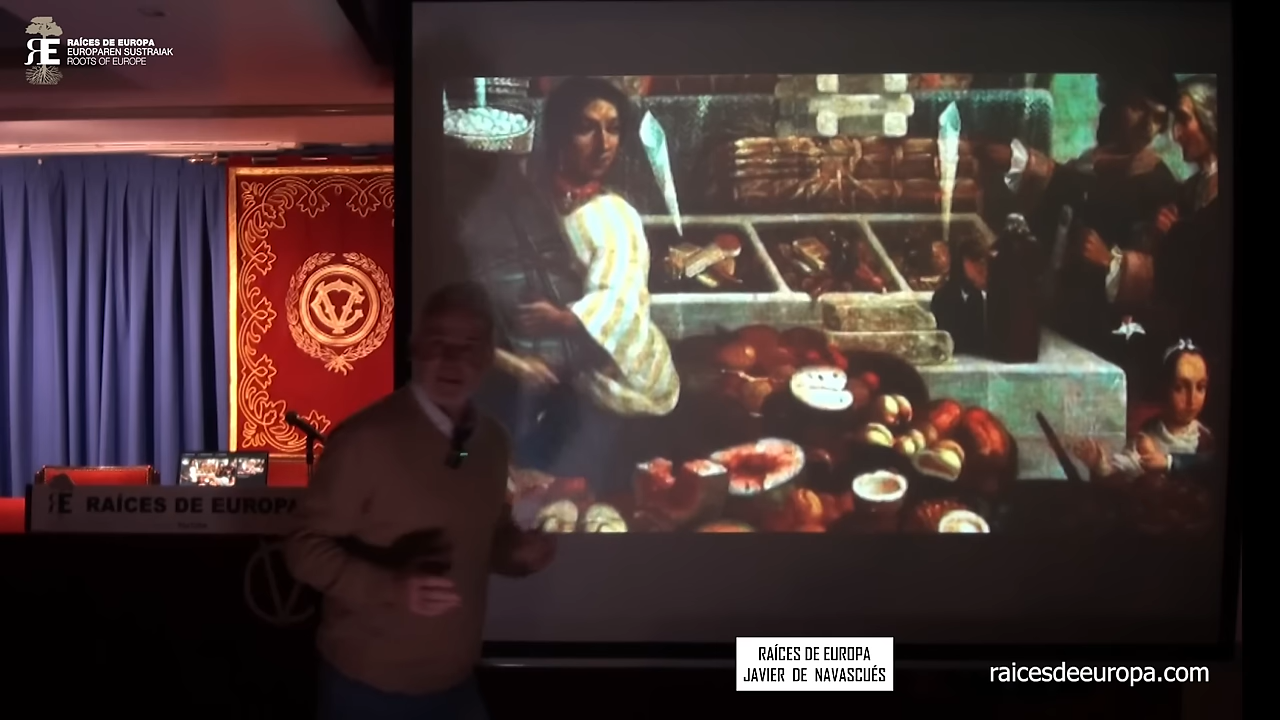 RAÍCES DE EUROPA
EUROPAREN SUSTRAIAK
ROOTS OF EUROPE
RAÍCES DE EUROPA
RAÍCES DE EUROPA
JAVIER DE NAVASCUÉS
raicesdeeuropa.com